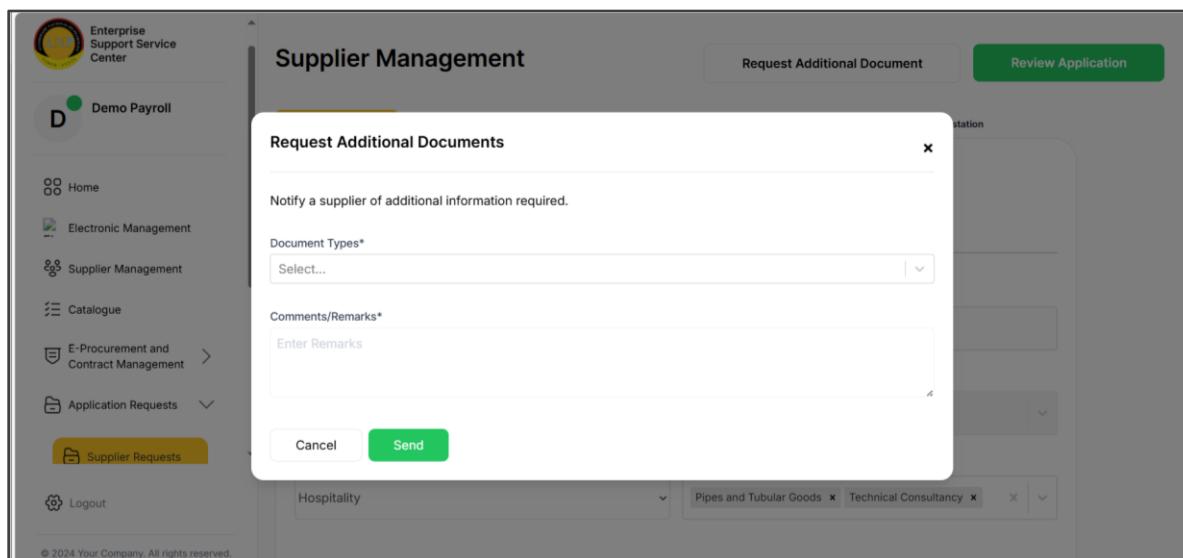 Enterprise
Support Service
Center
D
Demo Payroll
Home
Electronic Management
Supplier Management
Catalogue
E-Procurement and
Contract Management
Application Requests
Supplier Requests
Logout
© 2024 Your Company. All rights reserved.
Supplier Management
Request Additional Document
Review Application
station
Request Additional Documents
×
Notify a supplier of additional information required.
Document Types*
Select...
Comments/Remarks*
Enter Remarks
Cancel
Send
Hospitality
Pipes and Tubular Goods × Technical Consultancy ×